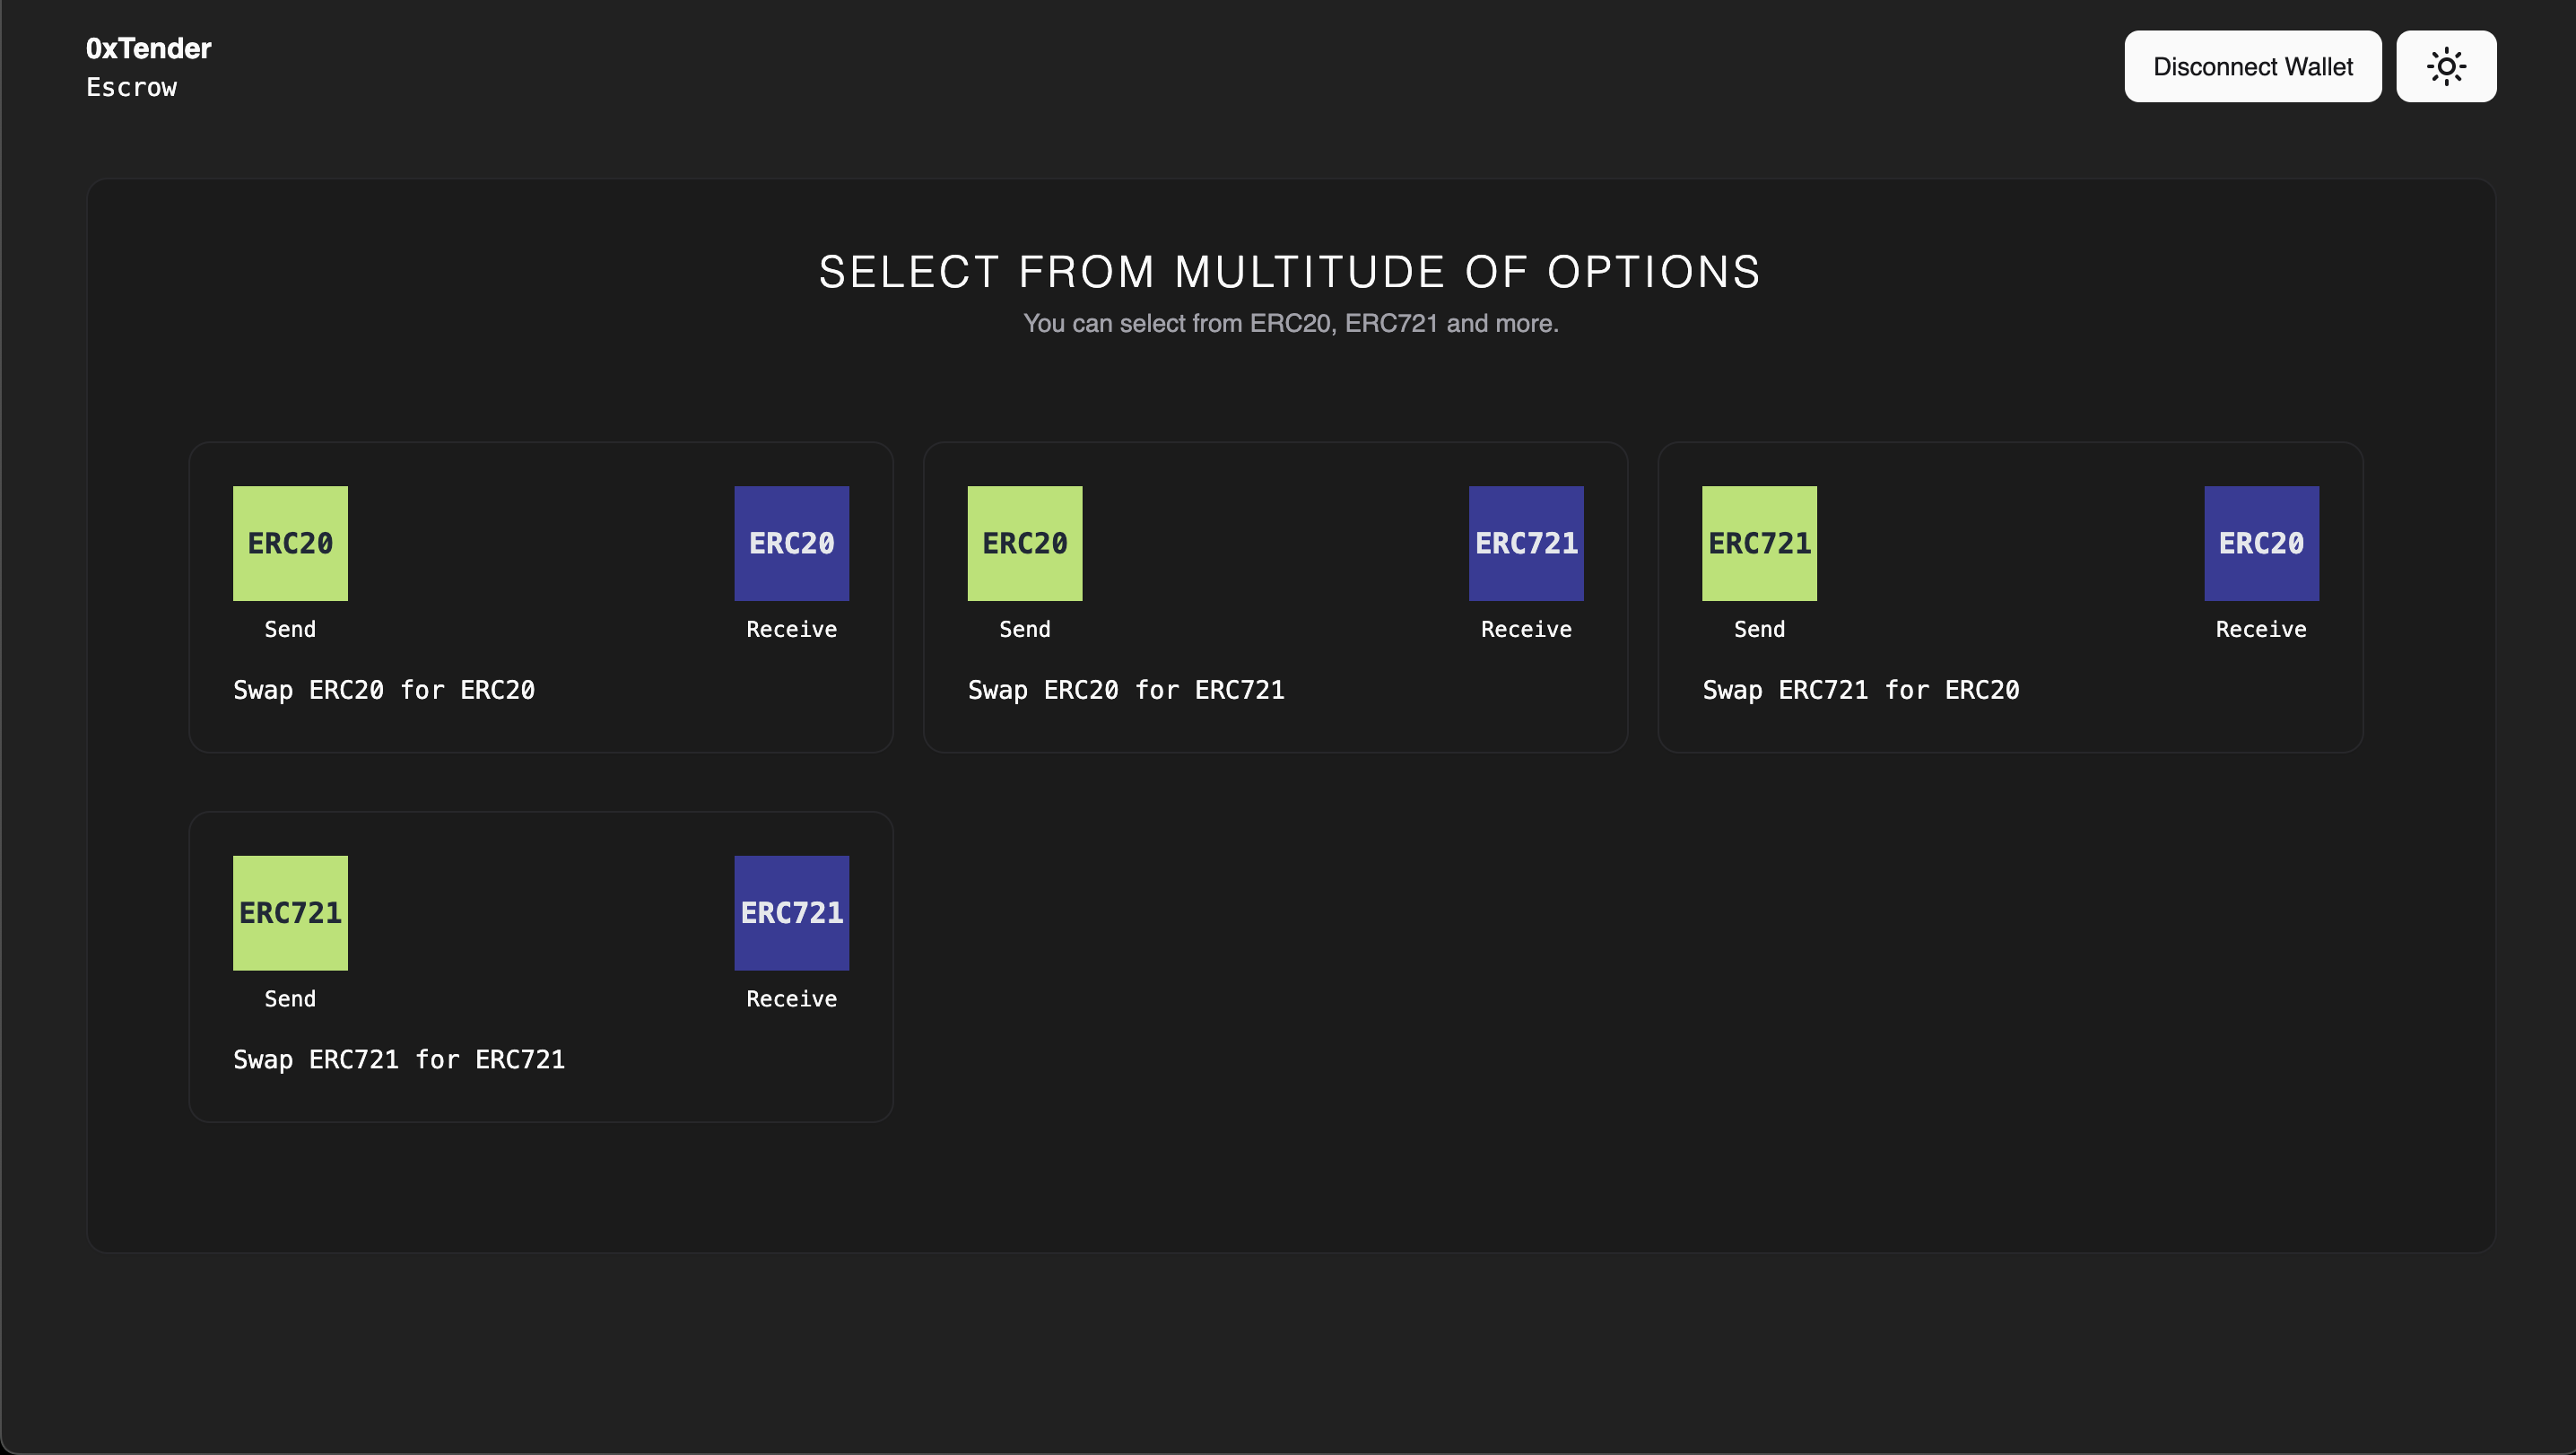 0xTender
Escrow
Disconnect Wallet
SELECT FROM MULTITUDE OF OPTIONS
You can select from ERC20, ERC721 and more.
ERC20
ERC20
Send
Receive
Swap ERC20 for ERC20
ERC20
ERC721
Send
Receive
Swap ERC20 for ERC721
ERC721
ERC20
Send
Receive
Swap ERC721 for ERC20
ERC721
ERC721
Send
Receive
Swap ERC721 for ERC721